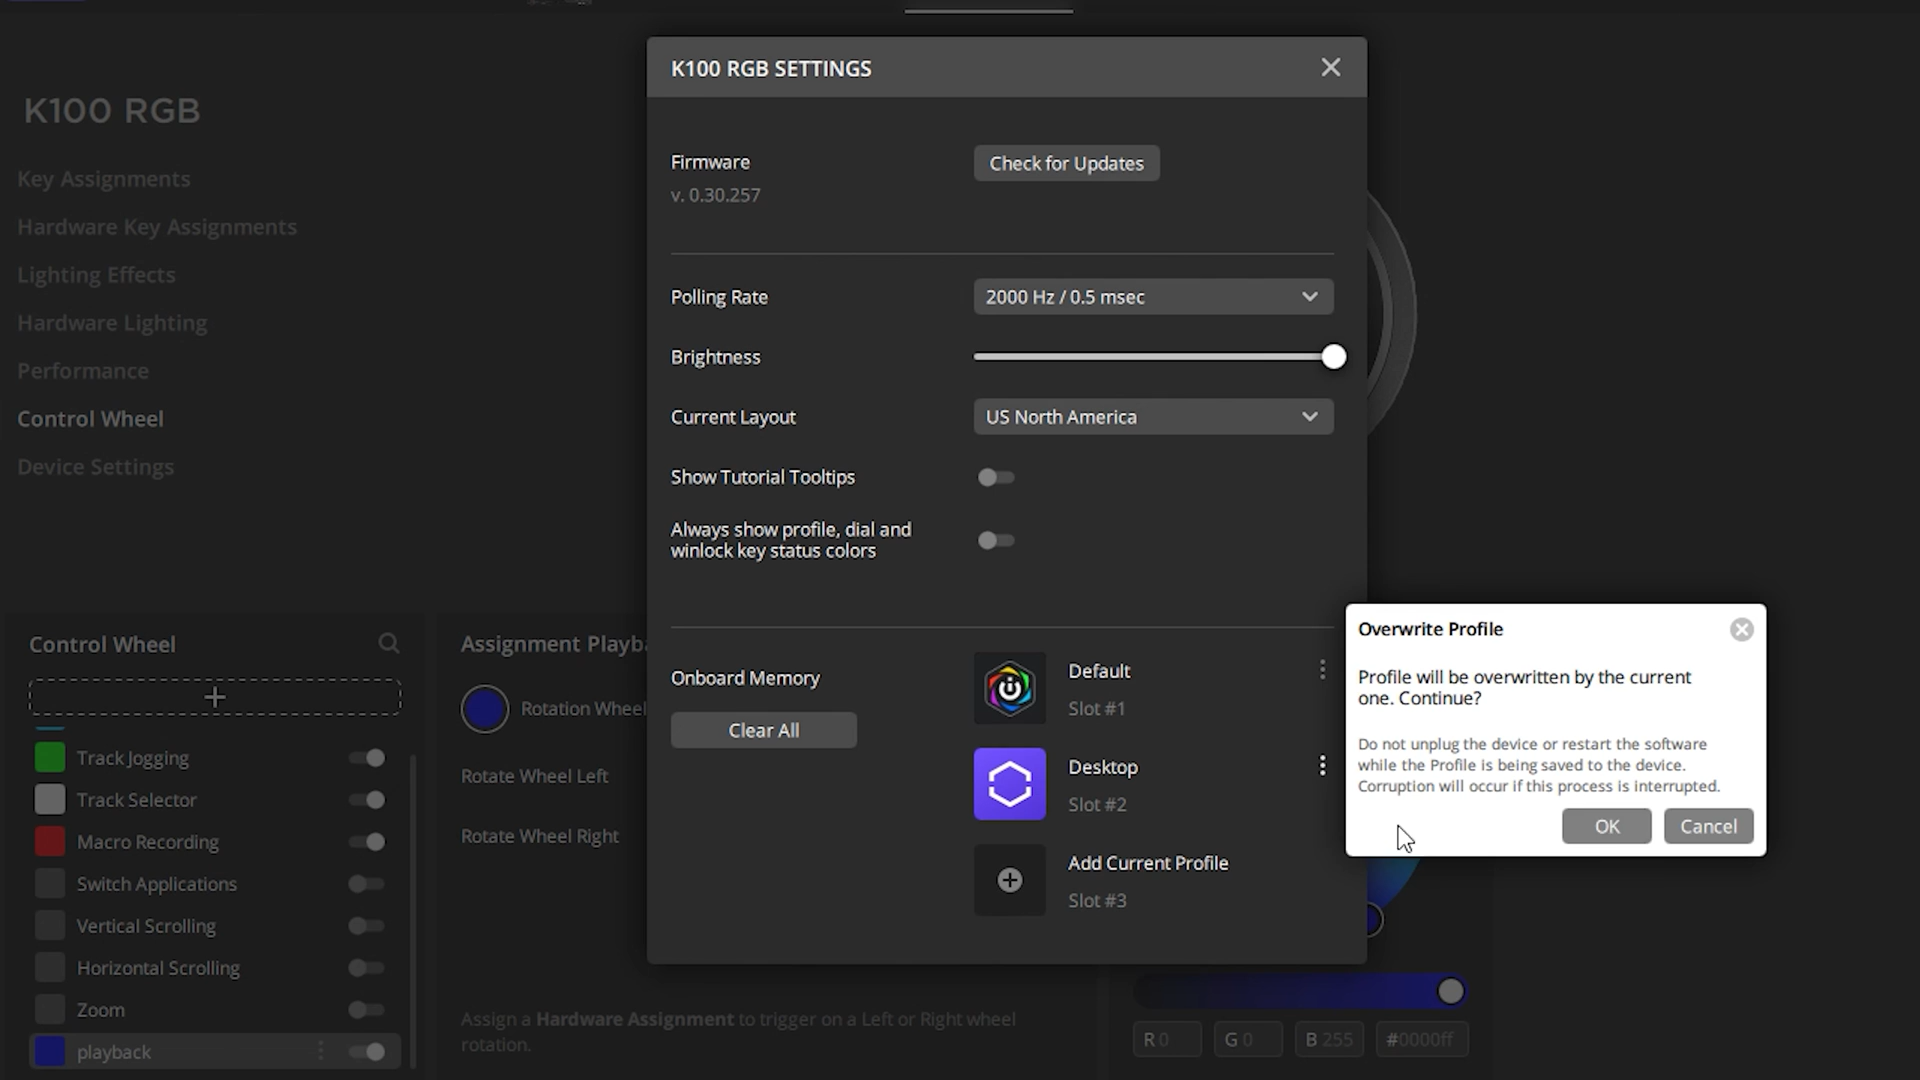 K100 RGB
Key Assignments
Hardware Key Assignments
Lighting Effects
Hardware Lighting
Performance
Control Wheel
Device Settings
K100 RGB SETTINGS
Firmware
v. 0.30.257
Check for Updates
Polling Rate
2000 Hz / 0.5 msec
Brightness
Current Layout
US North America
Show Tutorial Tooltips
Always show profile, dial and
winlock key status colors
Onboard Memory
Clear All
Default
Slot #1
Desktop
Slot #2
Add Current Profile
Slot #3
Overwrite Profile
Profile will be overwritten by the current
one. Continue?
Do not unplug the device or restart the software
while the Profile is being saved to the device.
Corruption will occur if this process is interrupted.
OK
Cancel
Control Wheel
Track Jogging
Track Selector
Macro Recording
Switch Applications
Vertical Scrolling
Horizontal Scrolling
Zoom
playback
Assignment Playba
Rotation Wheel
Rotate Wheel Left
Rotate Wheel Right
Assign a Hardware Assignment to trigger on a Left or Right wheel
rotation.
R 0
G 0
B 255
#0000ff